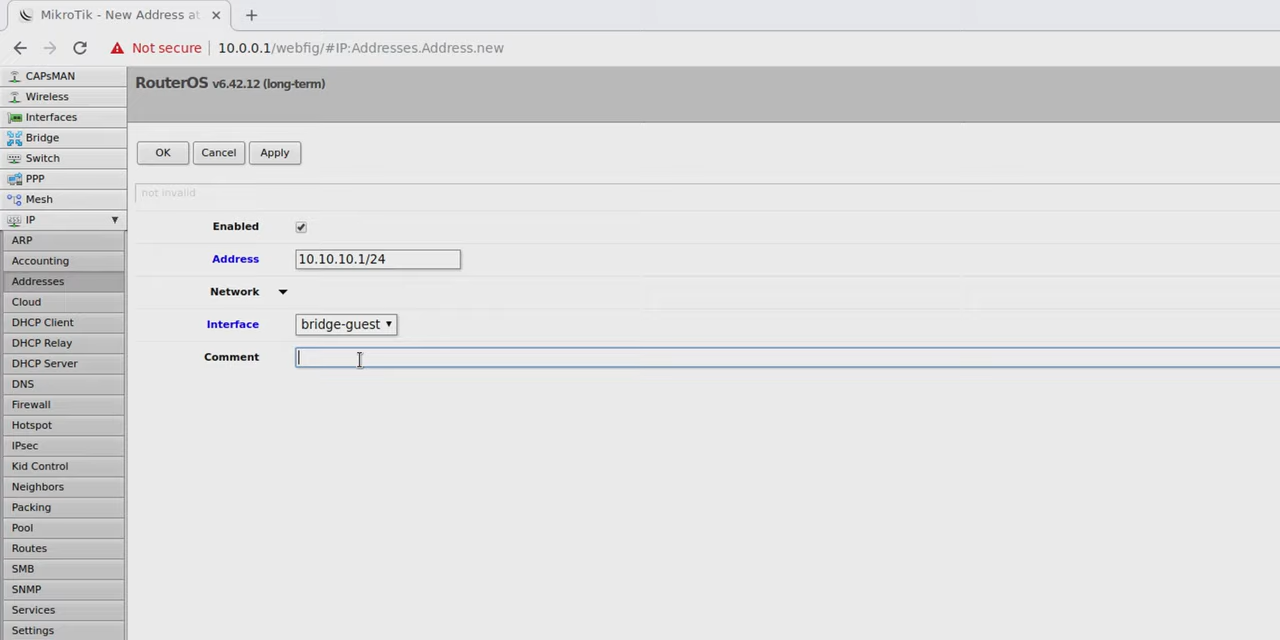 MikroTik - New Address at
Not secure
10.0.0.1/webfig/#IP:Addresses.Address.new
CAPsMAN
Wireless
Interfaces
Bridge
Switch
PPP
Mesh
IP
ARP
Accounting
Addresses
Cloud
DHCP Client
DHCP Relay
DHCP Server
DNS
Firewall
Hotspot
IPsec
Kid Control
Neighbors
Packing
Pool
Routes
SMB
SNMP
Services
Settings
RouterOS v6.42.12 (long-term)
OK Cancel Apply
not invalid
Enabled
Address 10.10.10.1/24
Network
Interface bridge-guest
Comment